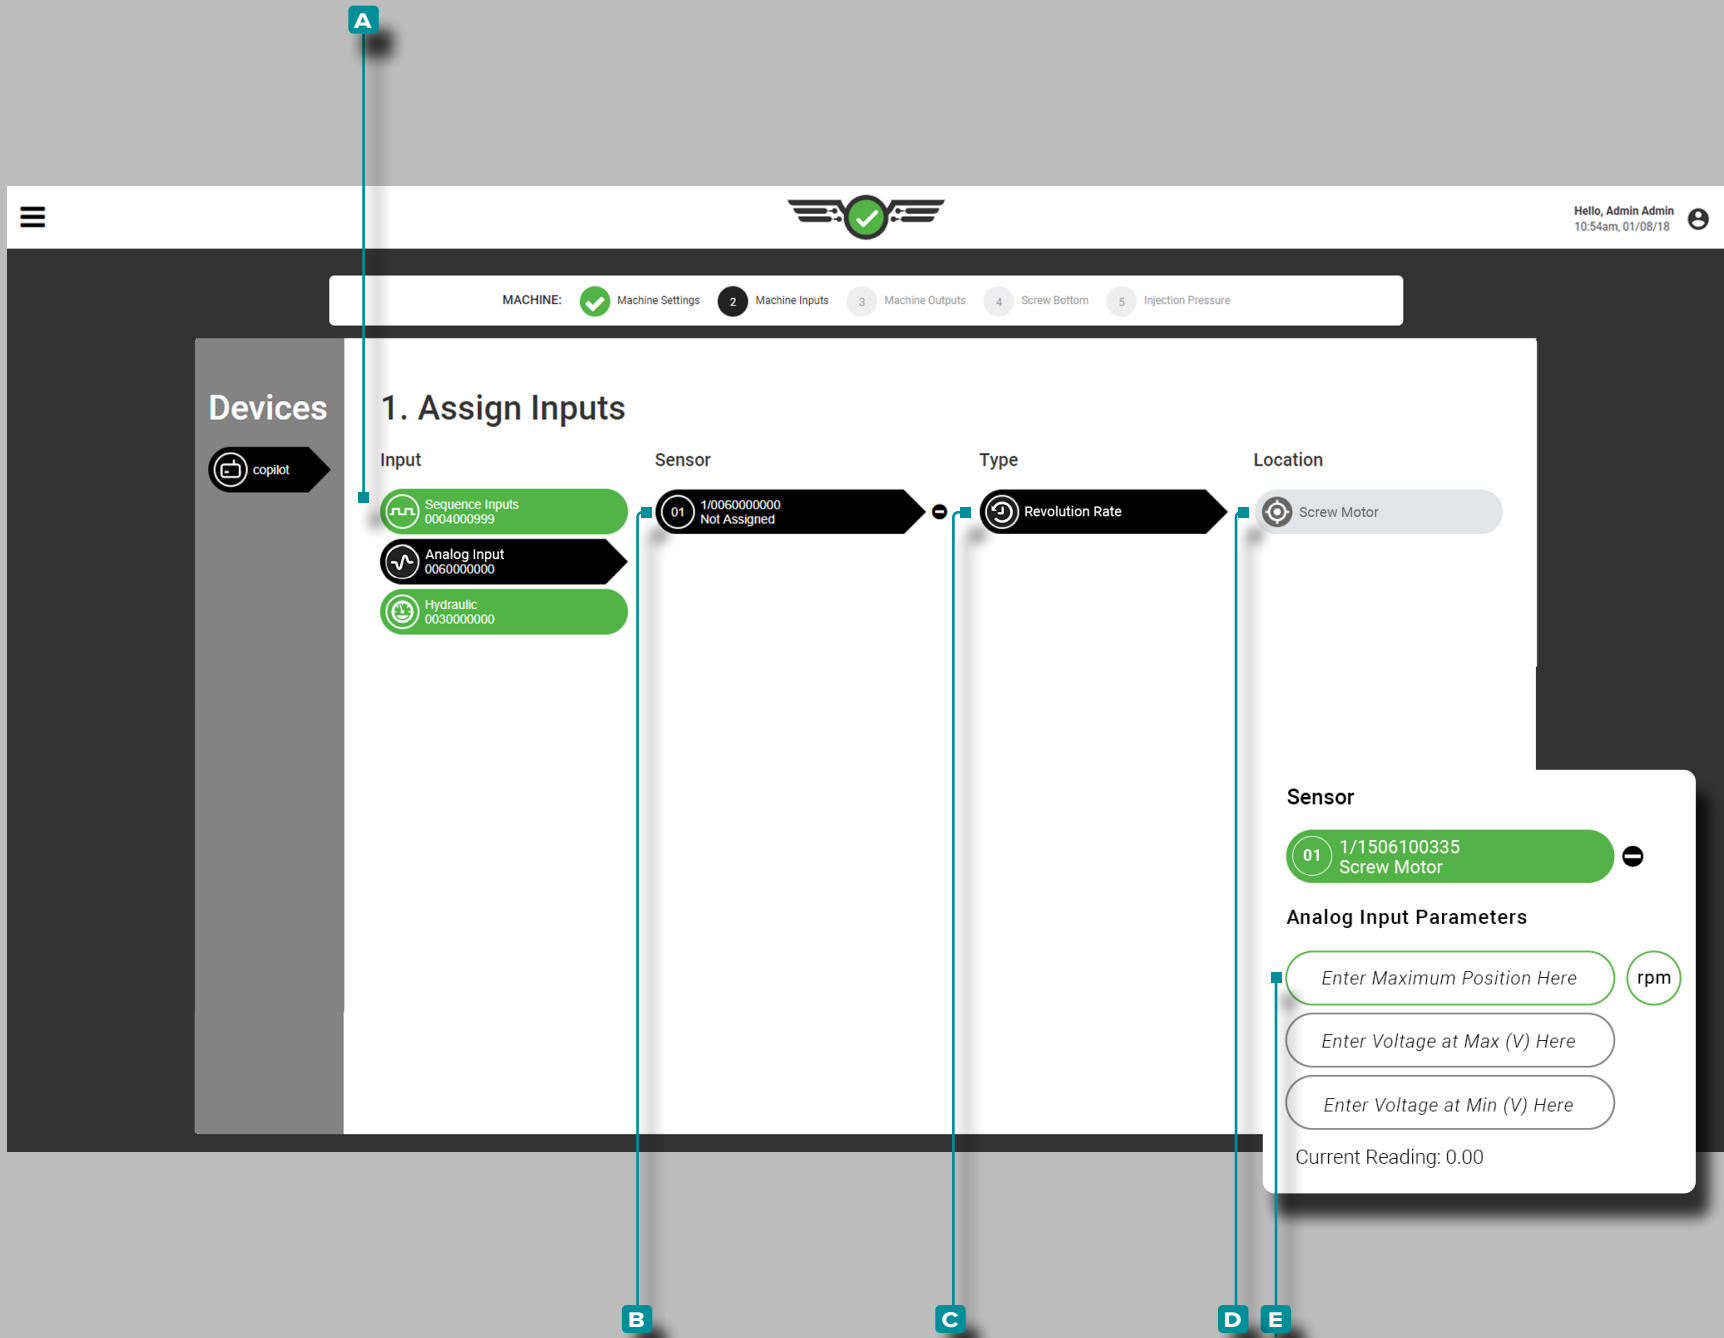 A
Hello, Admin Admin
10:54am, 01/08/18
MACHINE: Machine Settings 2 Machine Inputs 3 Machine Outputs 4 Screw Bottom 5 Injection Pressure
Devices
copilot
1. Assign Inputs
Input Sensor Type Location
Sequence Inputs
0004000999
01 1/0060000000
Not Assigned
Revolution Rate
Screw Motor
Analog Input
0060000000
Hydraulic
0030000000
Sensor
01 1/1506100335
Screw Motor
Analog Input Parameters
Enter Maximum Position Here rpm
Enter Voltage at Max (V) Here
Enter Voltage at Min (V) Here
Current Reading: 0.00
B C D E